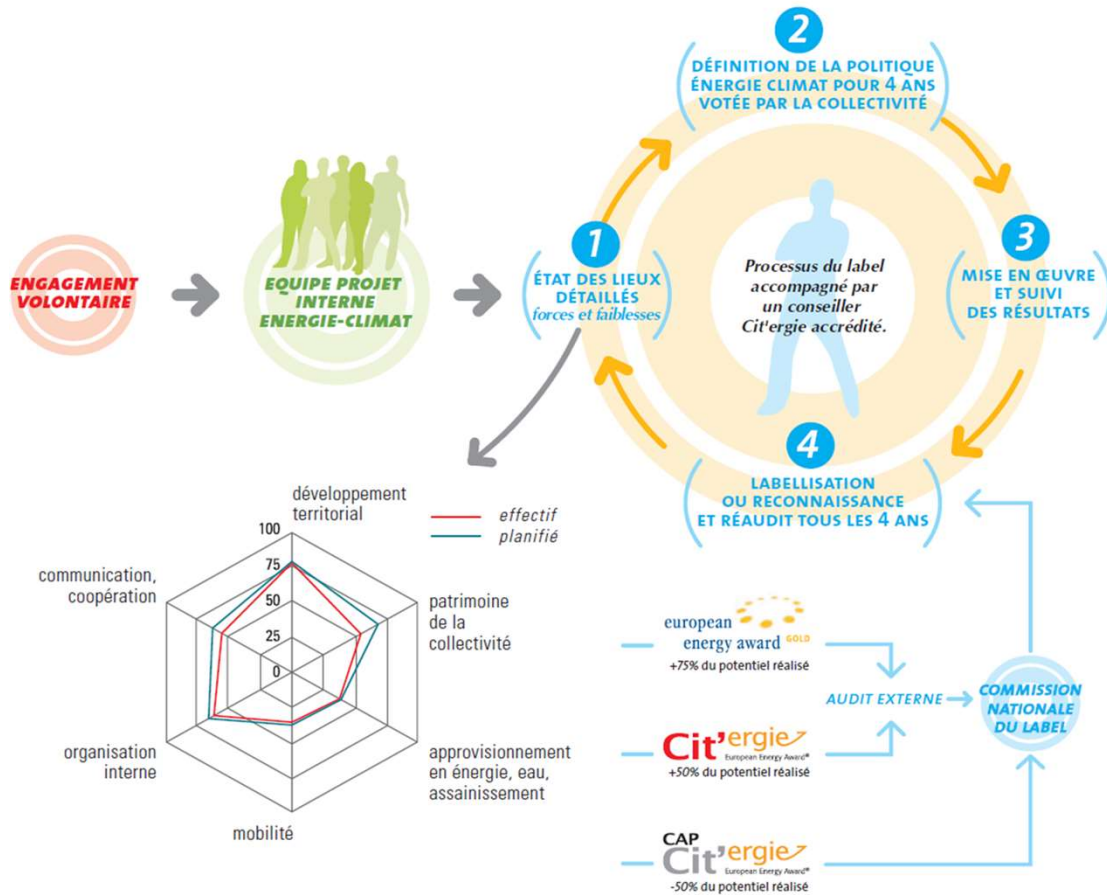 ENGAGEMENT
VOLONTAIRE
EQUIPE PROJET
INTERNE
ENERGIE-CLIMAT
1
ÉTAT DES LIEUX
DÉTAILLÉS
forces et faiblesses
2
DÉFINITION DE LA POLITIQUE
ÉNERGIE CLIMAT POUR 4 ANS
VOTÉE PAR LA COLLECTIVITÉ
3
MISE EN ŒUVRE
ET SUIVI
DES RÉSULTATS
Processus du label
accompagné par
un conseiller
Cit'ergie accrédité.
4
LABELLISATION
OU RECONNAISSANCE
ET RÉAUDIT TOUS LES 4 ANS
développement
territorial
effectif
planifié
100
75
50
25
0
communication,
coopération
patrimoine
de la
collectivité
organisation
interne
approvisionnement
en énergie, eau,
assainissement
mobilité
european
energy award GOLD
+75% du potentiel réalisé
AUDIT EXTERNE
COMMISSION
NATIONALE
DU LABEL
Cit'ergie
European Energy Award®
+50% du potentiel réalisé
CAP
Cit'ergie
European Energy Award®
-50% du potentiel réalisé